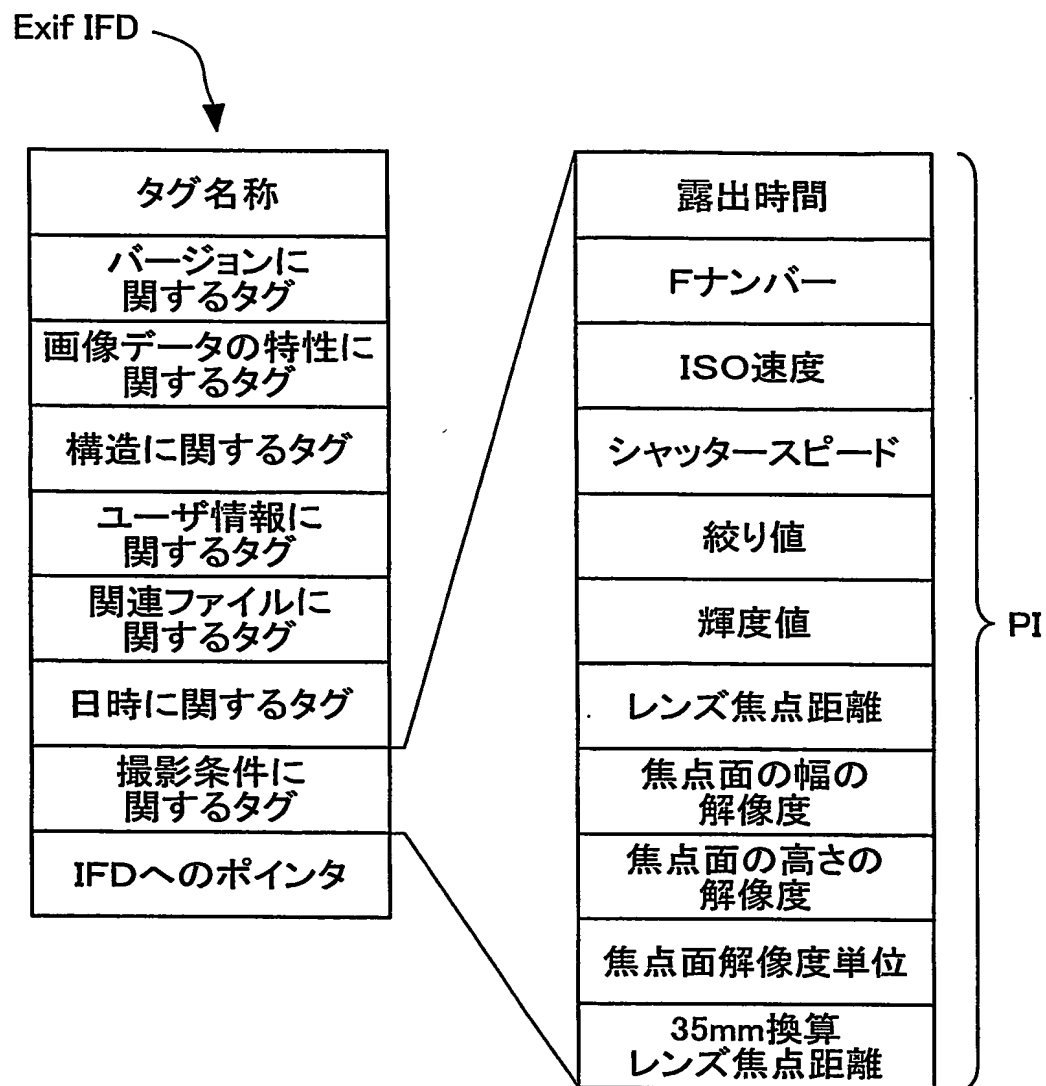 Exif IFD
タグ名称
バージョンに
関するタグ
画像データの特性に
関するタグ
構造に関するタグ
ユーザ情報に
関するタグ
関連ファイルに
関するタグ
日時に関するタグ
撮影条件に
関するタグ
IFDへのポインタ
露出時間
Fナンバー
ISO速度
シャッタースピード
絞り値
輝度値
レンズ焦点距離
焦点面の幅の
解像度
焦点面の高さの
解像度
焦点面解像度単位
35mm換算
レンズ焦点距離
PI